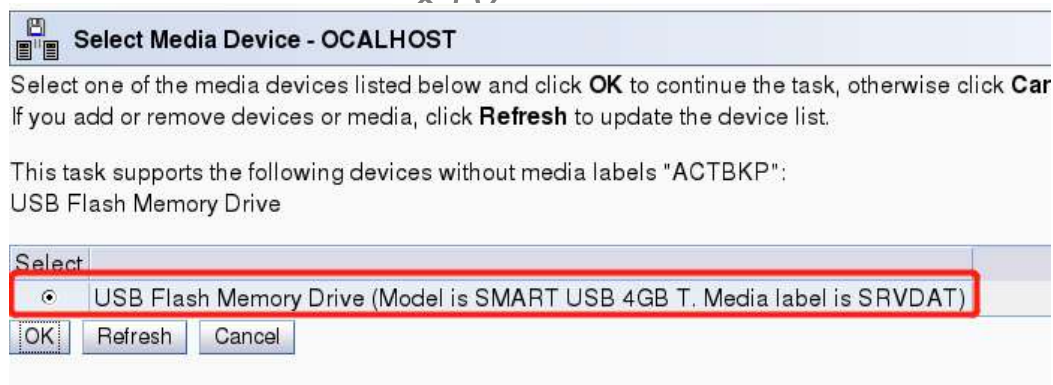 Select Media Device - OCALHOST
Select one of the media devices listed below and click OK to continue the task, otherwise click
If you add or remove devices or media, click Refresh to update the device list.
This task supports the following devices without media labels "ACTBKP":
USB Flash Memory Drive
Select
USB Flash Memory Drive (Model is SMART USB 4GB T. Media label is SRVDAT)
OK Refresh Cancel